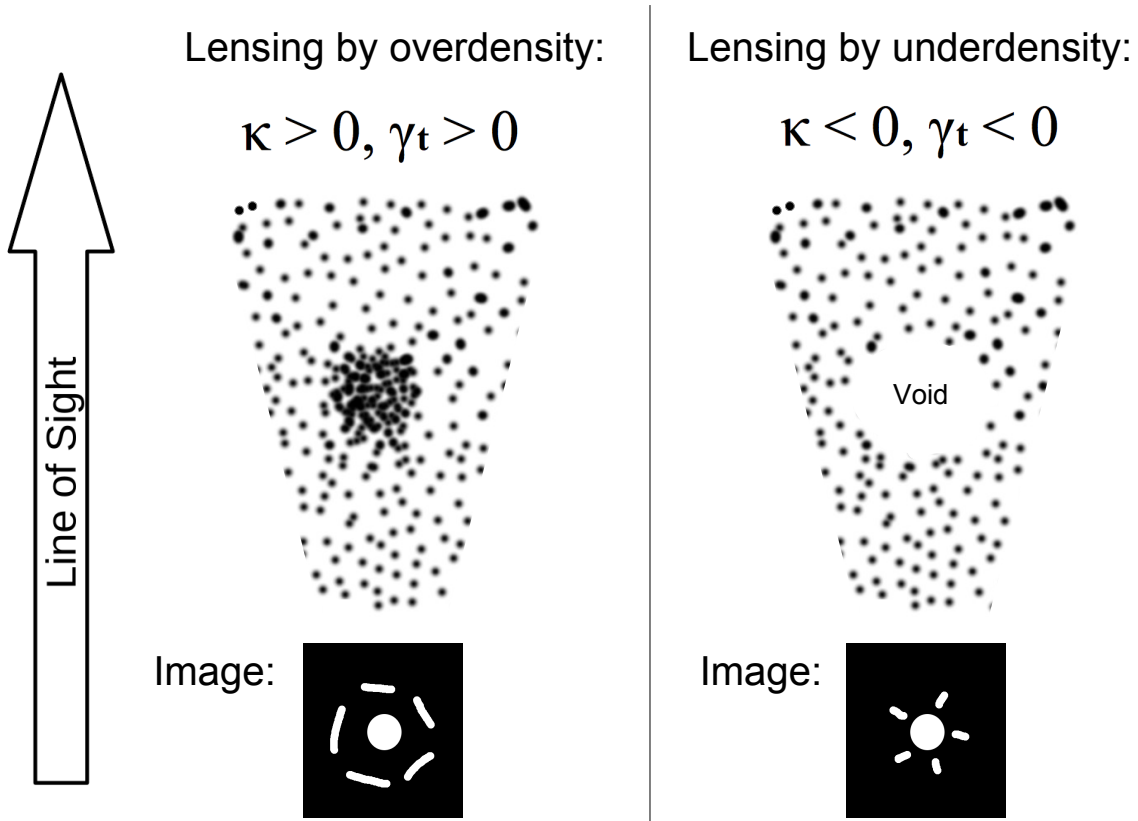 Lensing by overdensity:
κ > 0, γt > 0
Line of Sight
Image:
Lensing by underdensity:
κ < 0, γt < 0
Void
Image: